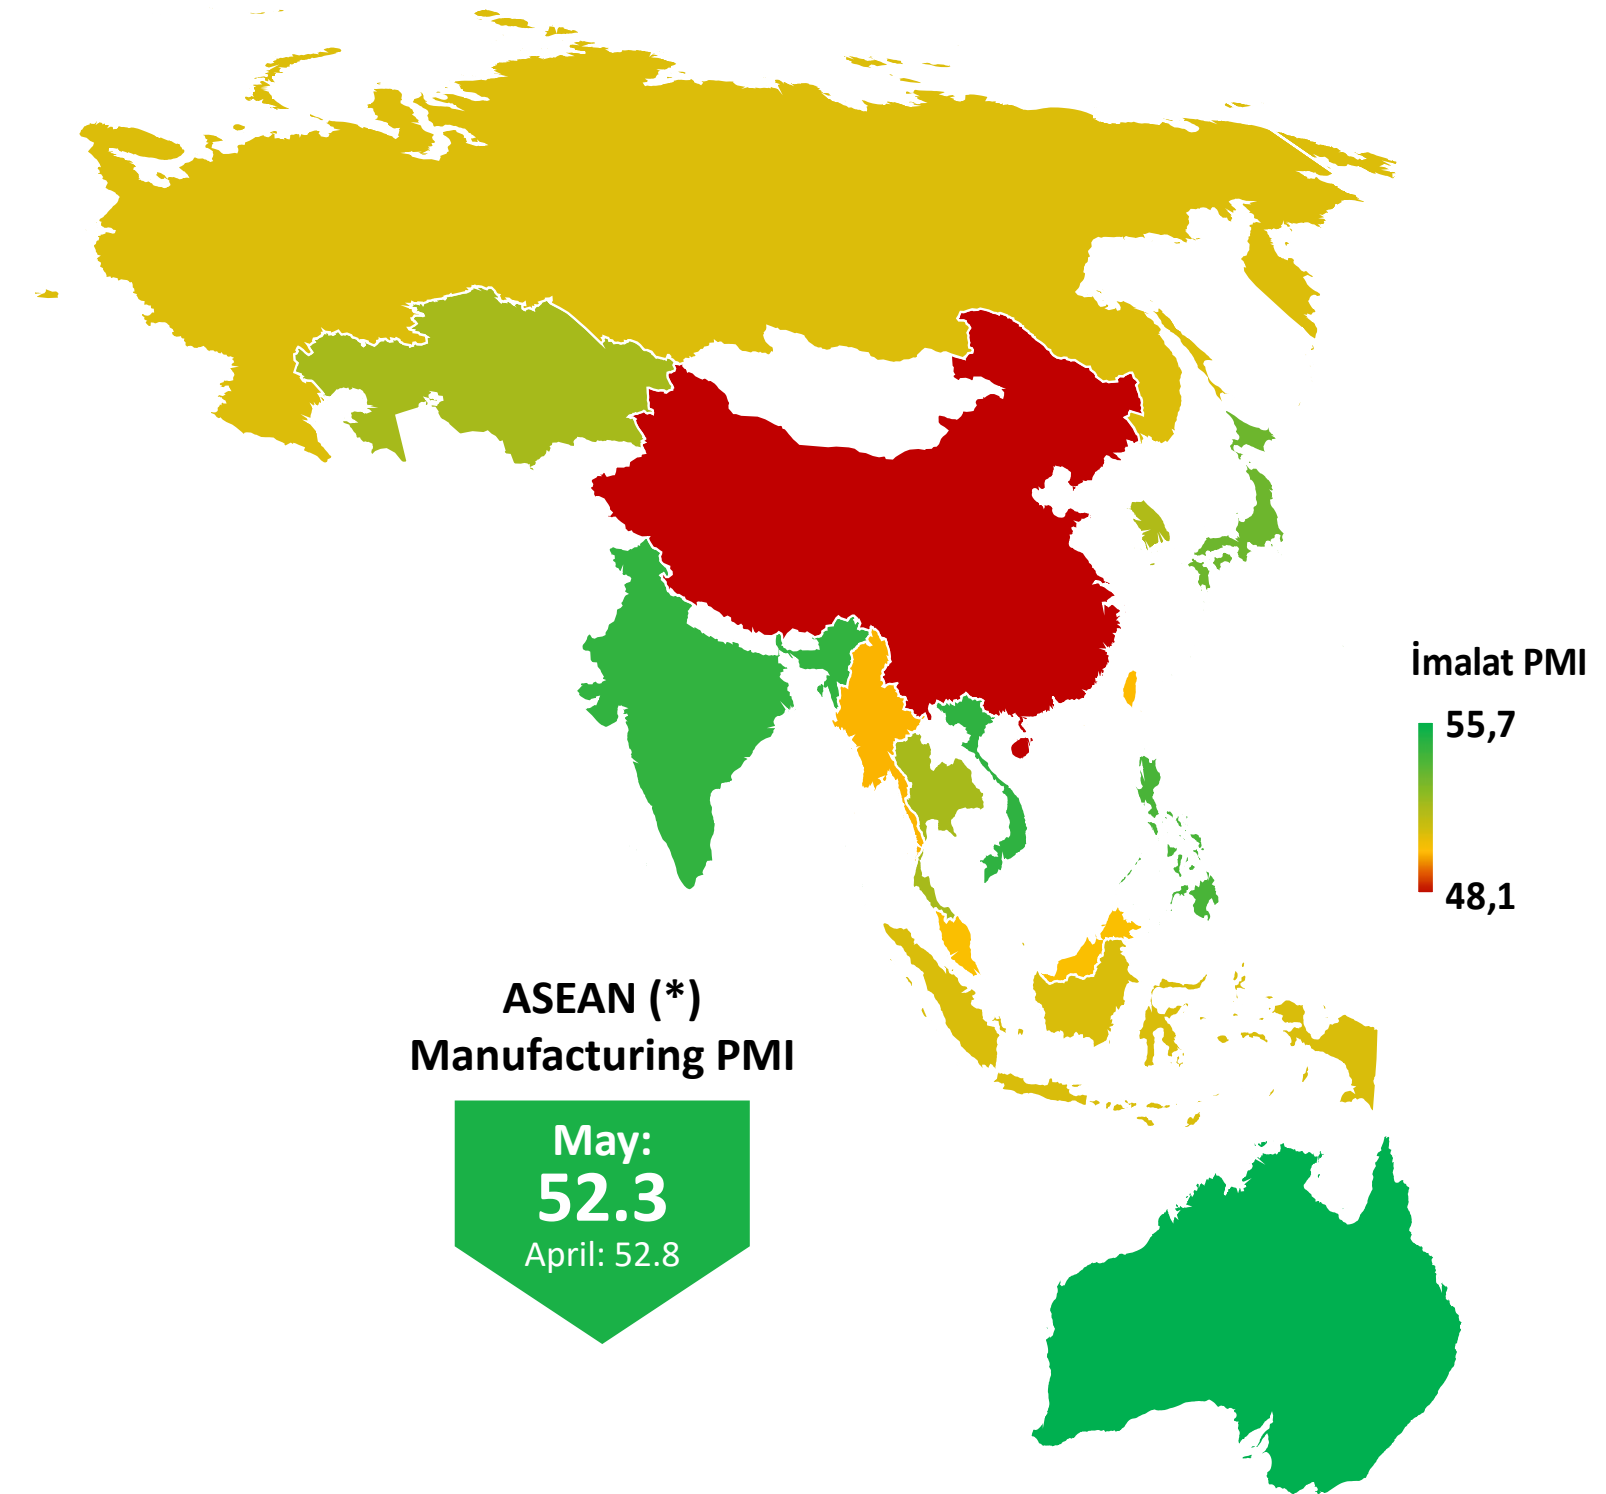 İmalat PMI
55,7
48,1
ASEAN (*)
Manufacturing PMI
May:
52.3
April: 52.8